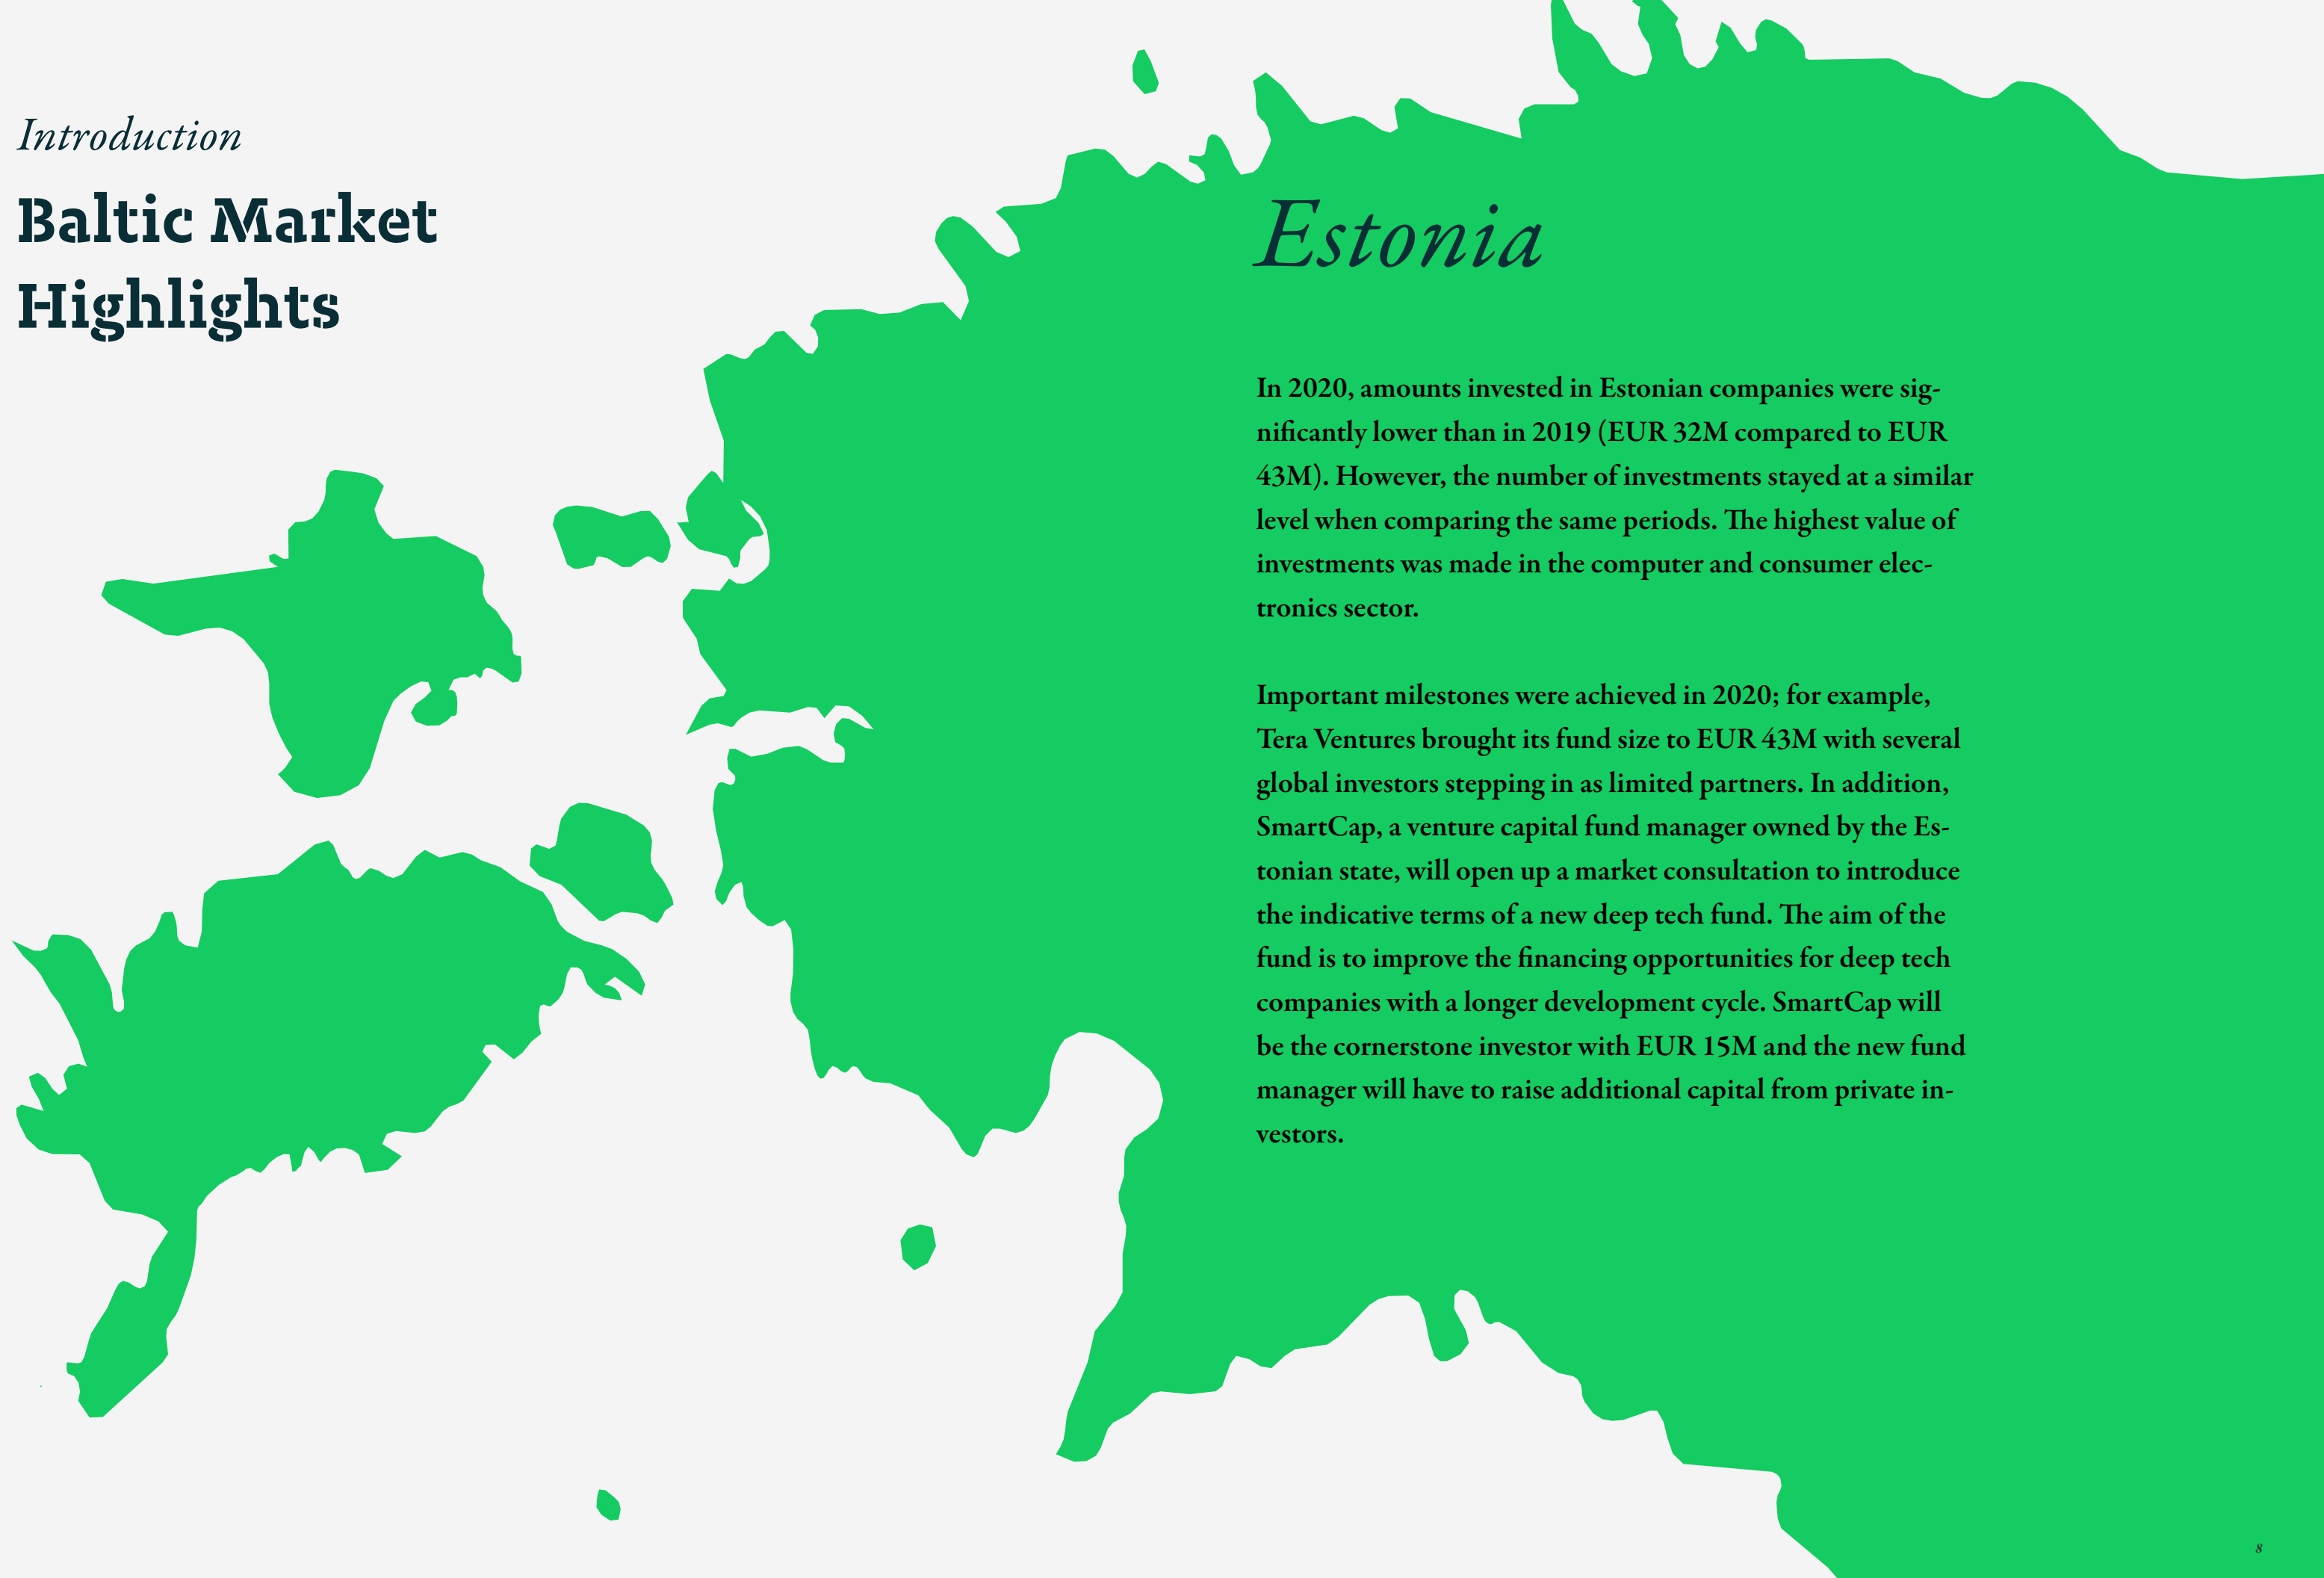 Introduction
Baltic Market
Highlights
Estonia
In 2020, amounts invested in Estonian companies were sig-
nificantly lower than in 2019 (EUR 32M compared to EUR
43M). However, the number of investments stayed at a similar
level when comparing the same periods. The highest value of
investments was made in the computer and consumer elec-
tronics sector.
Important milestones were achieved in 2020; for example,
Tera Ventures brought its fund size to EUR 43M with several
global investors stepping in as limited partners. In addition,
SmartCap, a venture capital fund manager owned by the Es-
tonian state, will open up a market consultation to introduce
the indicative terms of a new deep tech fund. The aim of the
fund is to improve the financing opportunities for deep tech
companies with a longer development cycle. SmartCap will
be the cornerstone investor with EUR 15M and the new fund
manager will have to raise additional capital from private in-
vestors.
8